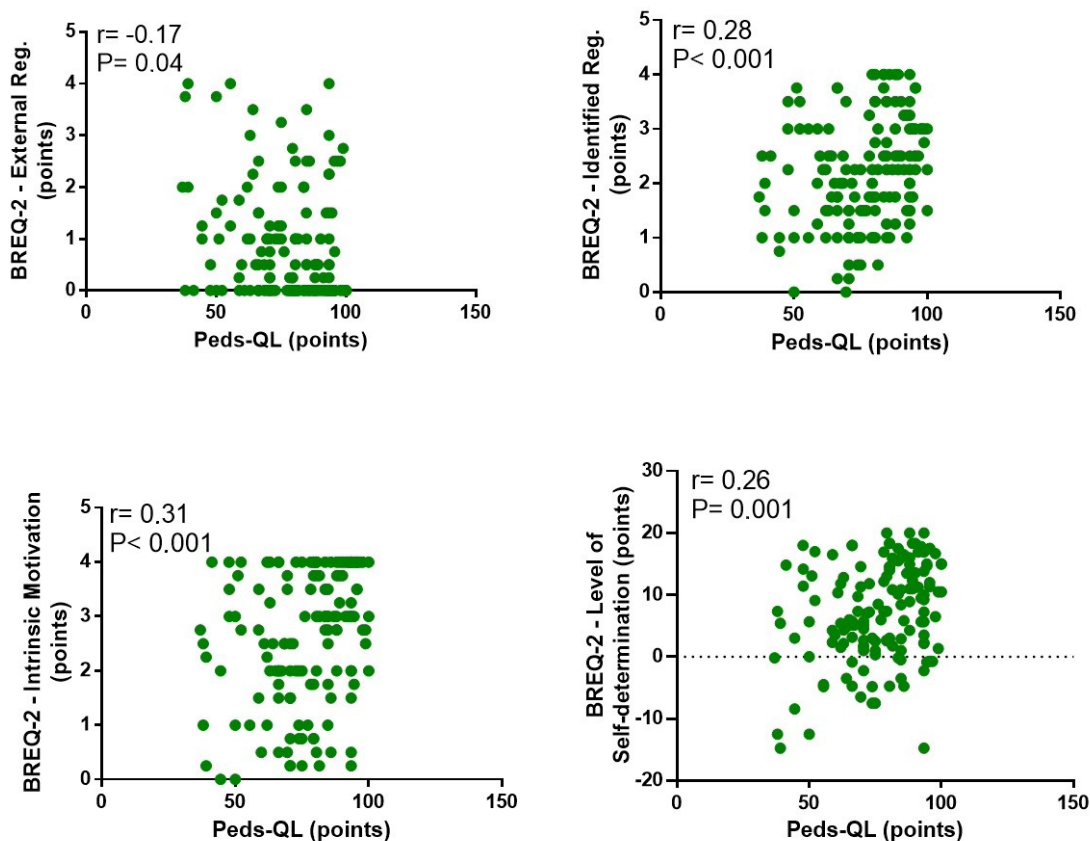 r= -0.17
P= 0.04
BREQ-2 - External Reg.
(points)
5
4
3
2
1
0
0
50
100
150
Peds-QL (points)
r= 0.28
P< 0.001
BREQ-2 - Identified Reg.
(points)
5
4
3
2
1
0
0
50
100
150
Peds-QL (points)
r= 0.31
P< 0.001
BREQ-2 - Intrinsic Motivation
(points)
5
4
3
2
1
0
0
50
100
150
Peds-QL (points)
r= 0.26
P= 0.001
BREQ-2 - Level of
Self-determination (points)
30
20
10
0
-10
-20
0
50
100
150
Peds-QL (points)